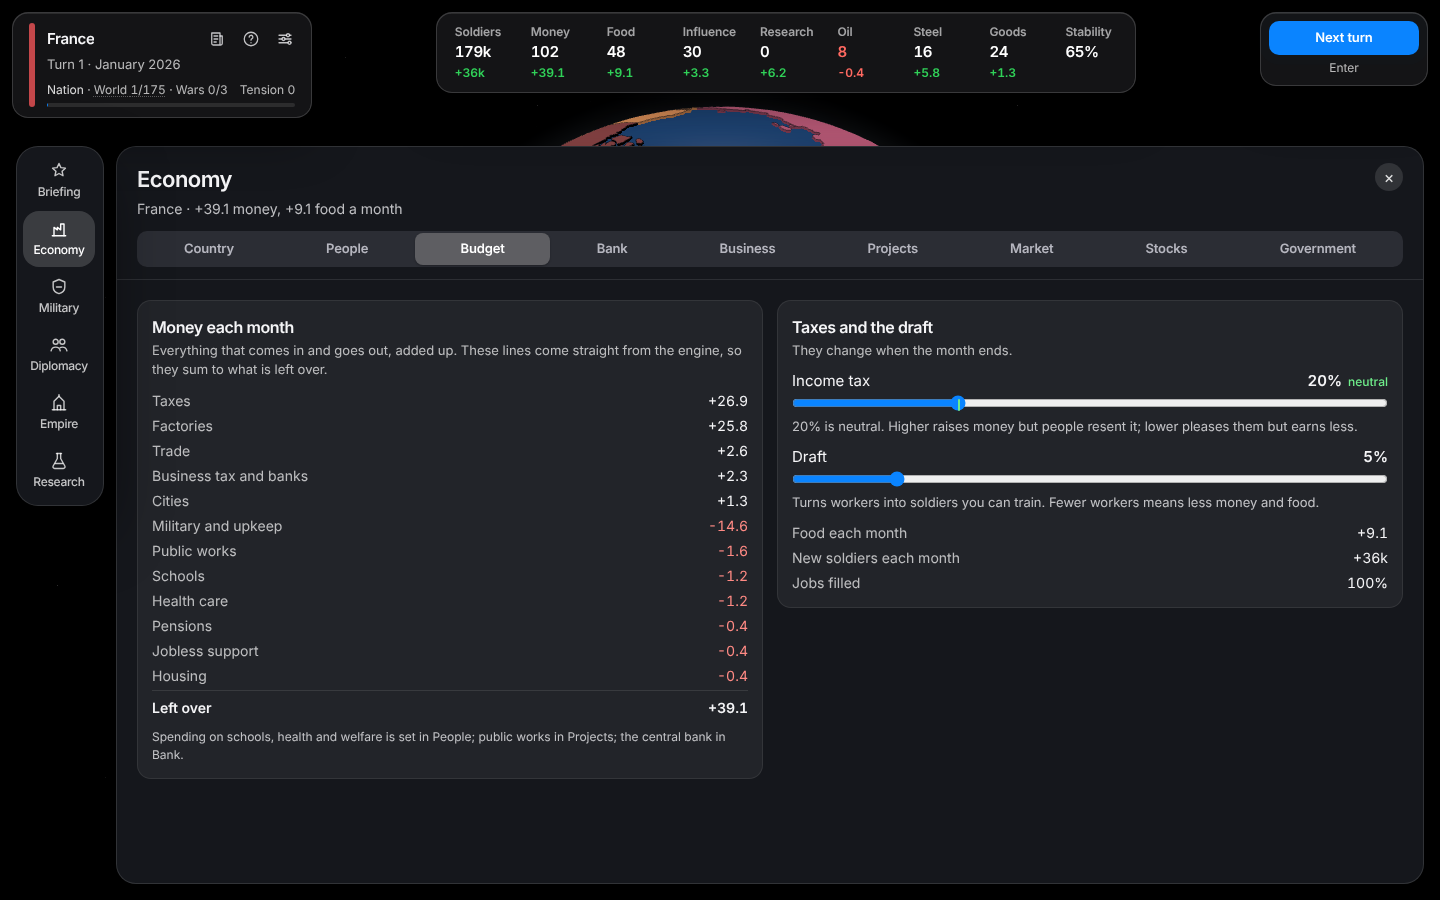 France
Turn 1 · January 2026
Nation · World 1/175 · Wars 0/3 Tension 0
Soldiers Money Food Influence Research Oil Steel Goods Stability
179k 102 48 30 0 8 16 24 65%
+36k +39.1 +9.1 +3.3 +6.2 -0.4 +5.8 +1.3
Next turn
Enter
Briefing
Economy
Military
Diplomacy
Empire
Research
Economy
France · +39.1 money, +9.1 food a month
Country People Budget Bank Business Projects Market Stocks Government
Money each month
Everything that comes in and goes out, added up. These lines come straight from the engine, so
they sum to what is left over.
Taxes +26.9
Factories +25.8
Trade +2.6
Business tax and banks +2.3
Cities +1.3
Military and upkeep -14.6
Public works -1.6
Schools -1.2
Health care -1.2
Pensions -0.4
Jobless support -0.4
Housing -0.4
Left over +39.1
Spending on schools, health and welfare is set in People; public works in Projects; the central bank in
Bank.
Taxes and the draft
They change when the month ends.
Income tax 20% neutral
20% is neutral. Higher raises money but people resent it; lower pleases them but earns less.
Draft 5%
Turns workers into soldiers you can train. Fewer workers means less money and food.
Food each month +9.1
New soldiers each month +36k
Jobs filled 100%